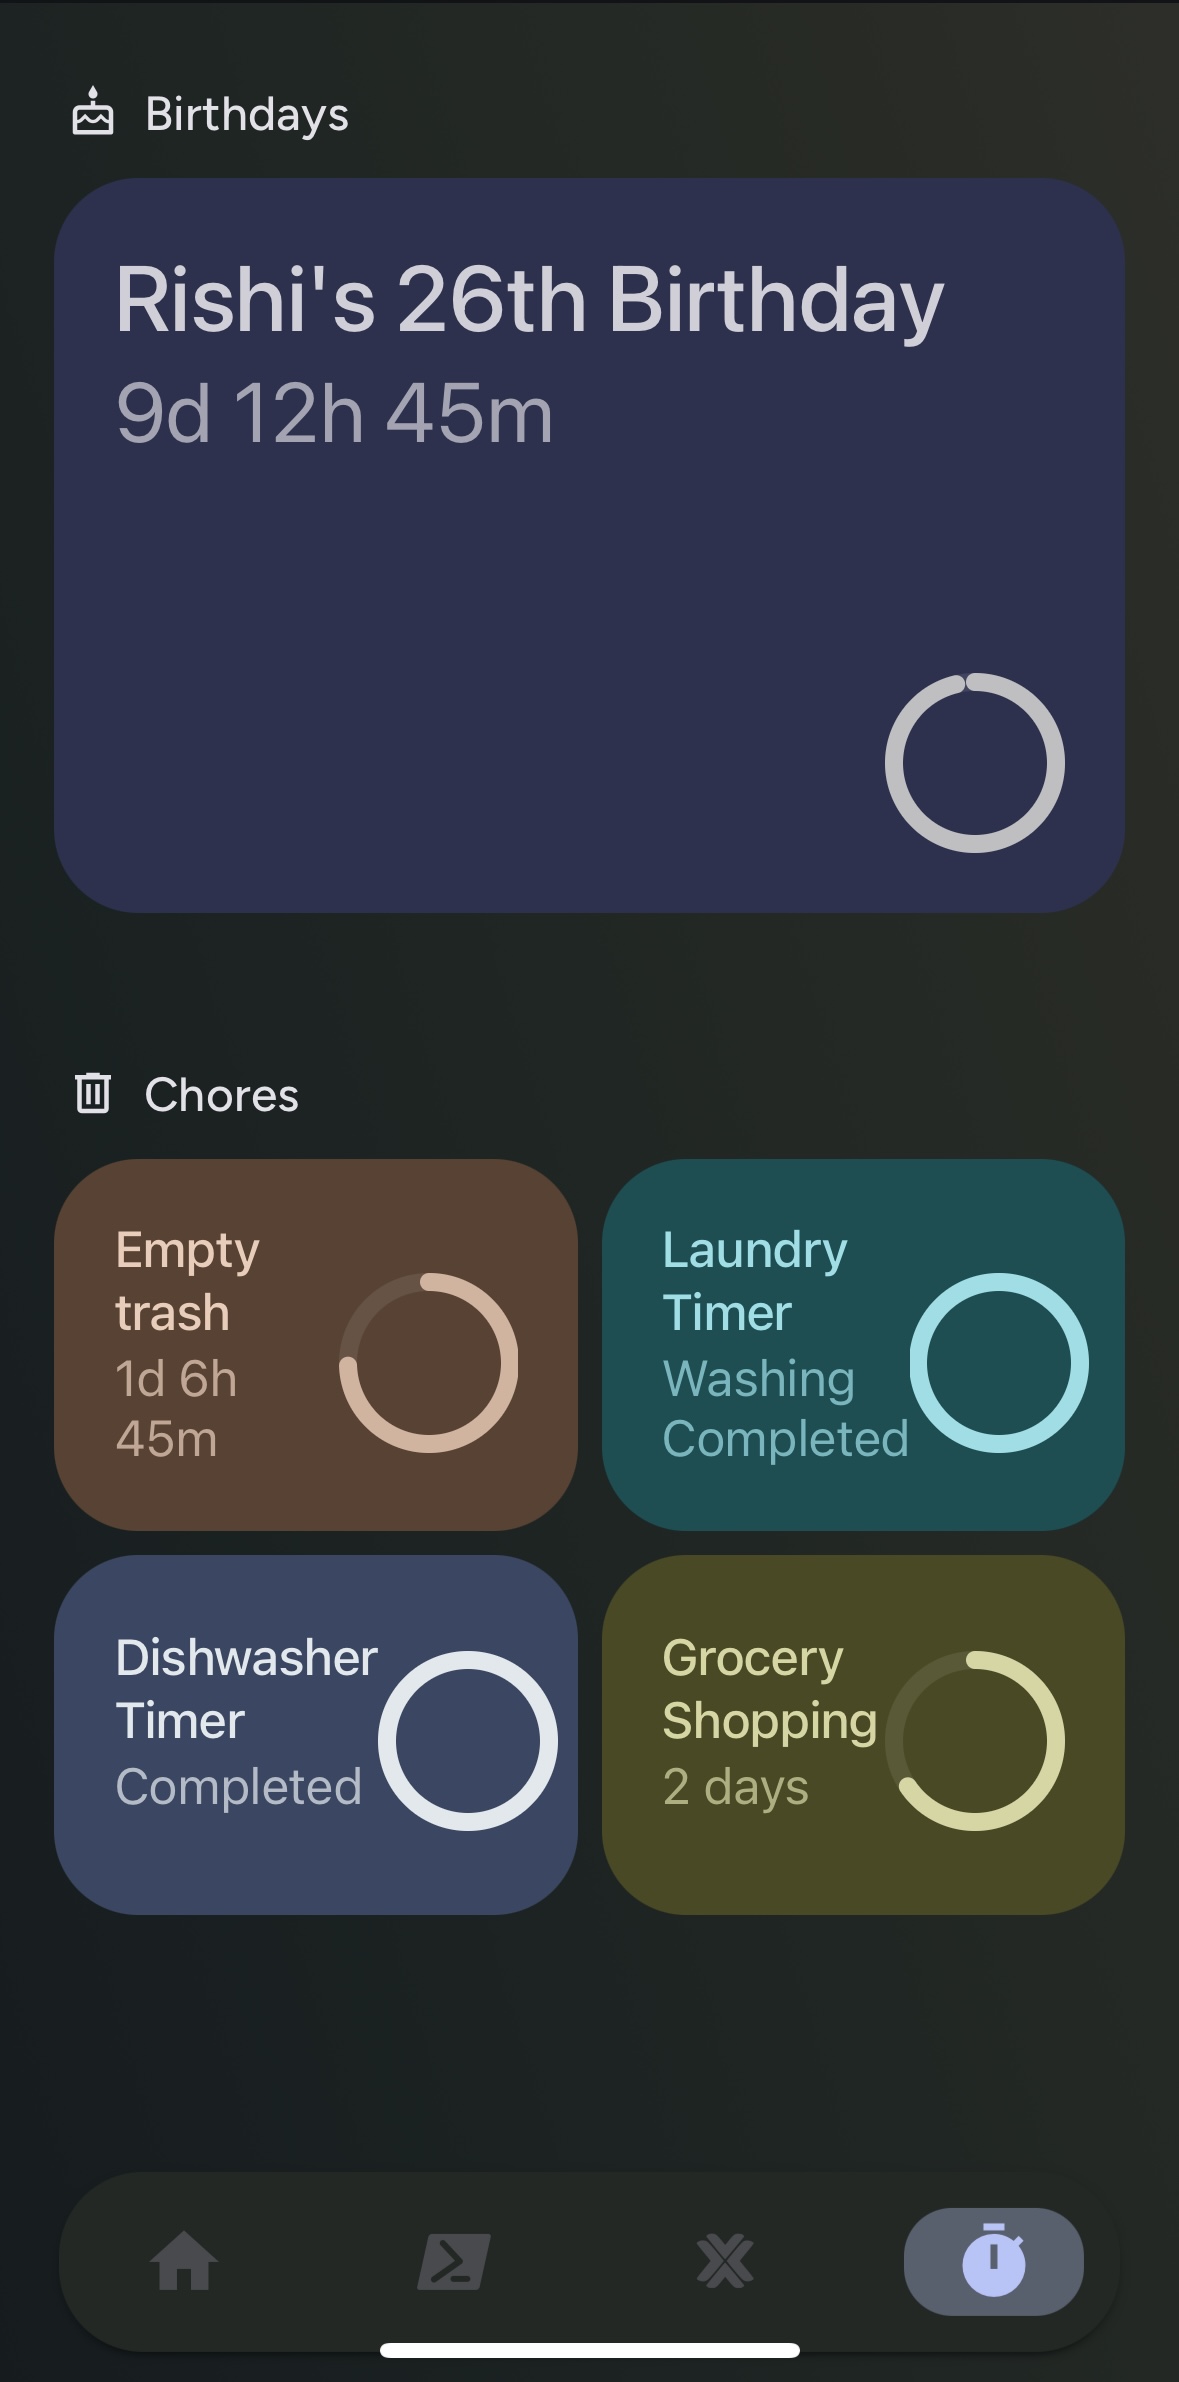 Birthdays
Rishi's 26th Birthday
9d 12h 45m
Chores
Empty
trash
1d 6h
45m
Laundry
Timer
Washing
Completed
Dishwasher
Timer
Completed
Grocery
Shopping
2 days